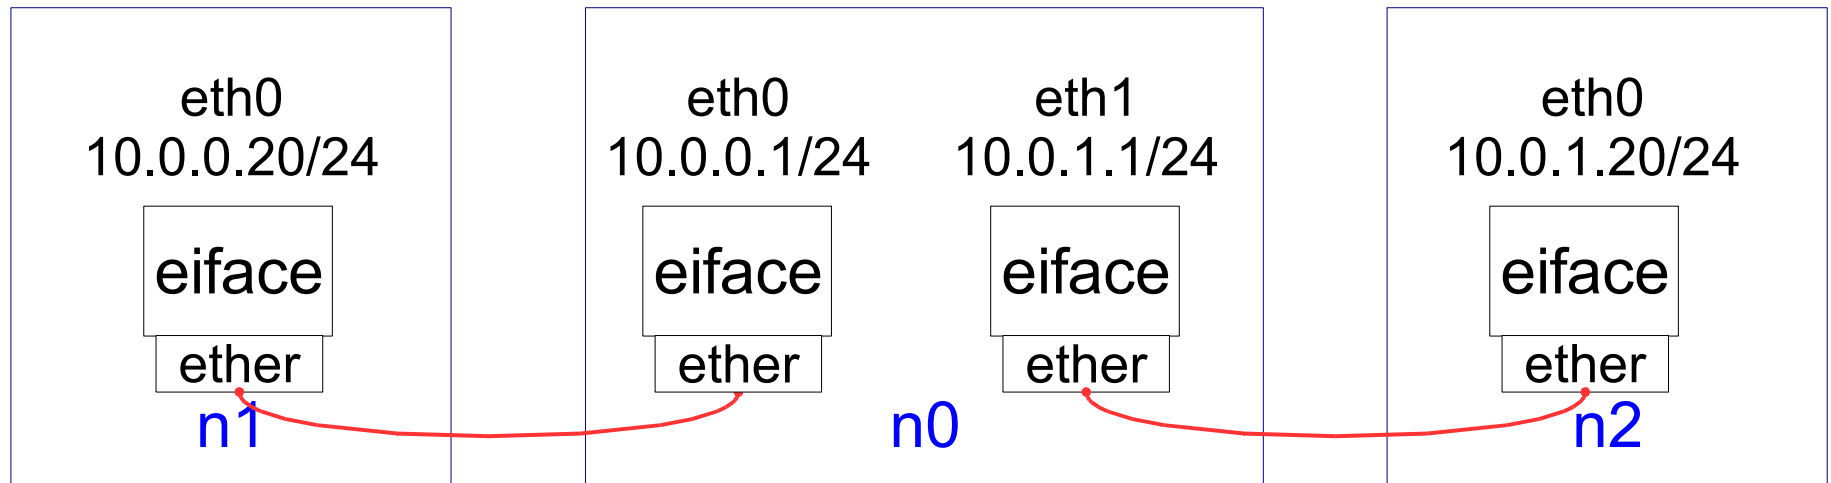 eth0
10.0.0.20/24
eiface
ether
n1
eth0
10.0.0.1/24
eiface
ether
eth1
10.0.1.1/24
eiface
ether
n0
eth0
10.0.1.20/24
eiface
ether
n2